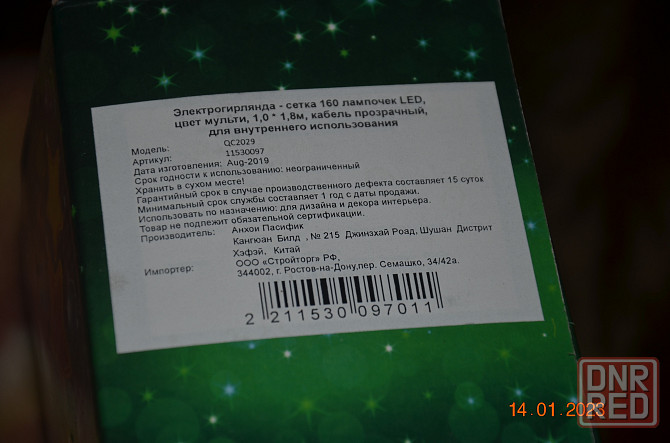 Электрогирлянда - сетка 160 лампочек LED,
цвет мульти, 1,0 * 1,8м, кабель прозрачный,
для внутреннего использования
Модель: QC2029
Артикул: 11530097
Дата изготовления: Aug-2019
Срок годности к использованию: неограниченный
Хранить в сухом месте!
Гарантийный срок в случае производственного дефекта составляет 15 суток
Минимальный срок службы составляет 1 год с даты продажи.
Использовать по назначению: для дизайна и декора интерьера.
Товар не подлежит обязательной сертификации.
Производитель: Анхои Пасифик
Кангюан Билд , № 215 Джинзхай Роад, Шушан Дистрит
Хэфэй, Китай
Импортер: ООО «Стройторг» РФ,
344002, г. Ростов-на-Дону,пер. Семашко, 34/42а.
2 211530 097011
14.01.2023
DNR
RED